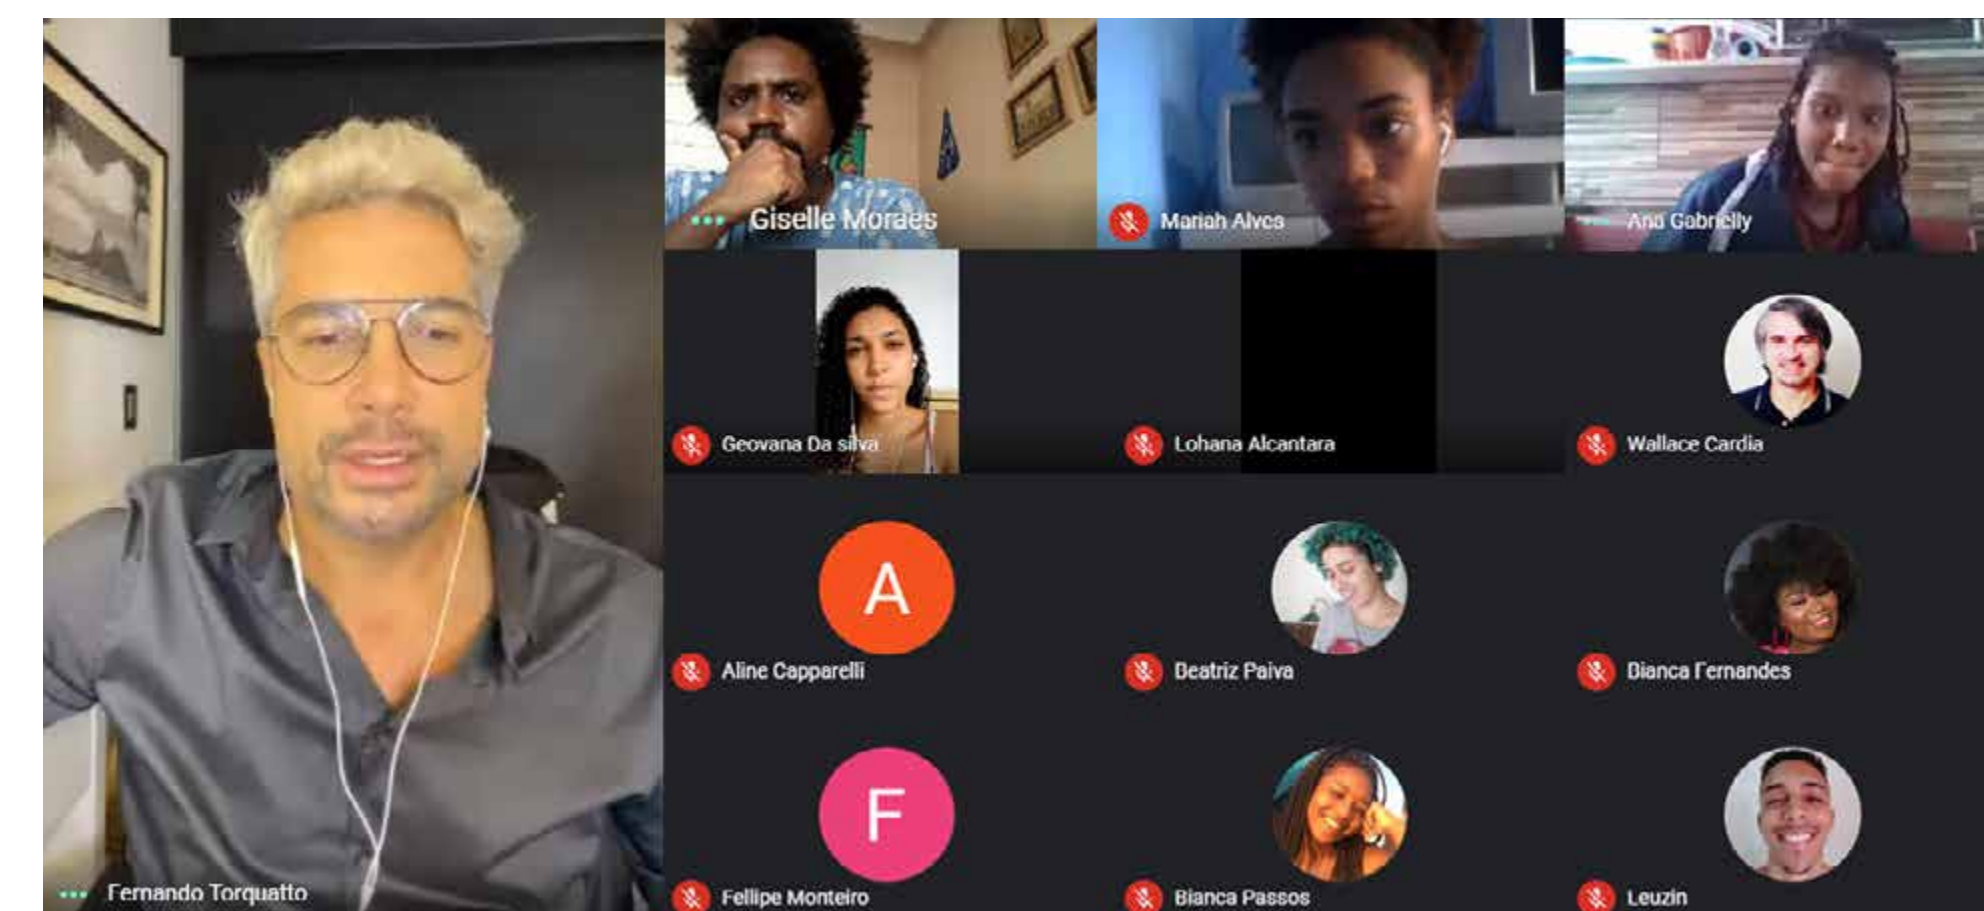 Giselle Moraes
Mariah Alves
Ana Gabrielly
Geovana Da silva
Lohana Alcantara
Wallace Cardia
A
Aline Capparelli
Beatriz Paiva
Bianca Fernandes
F
Fernando Torquatto
Fellipe Monteiro
Bianca Passos
Leuzin